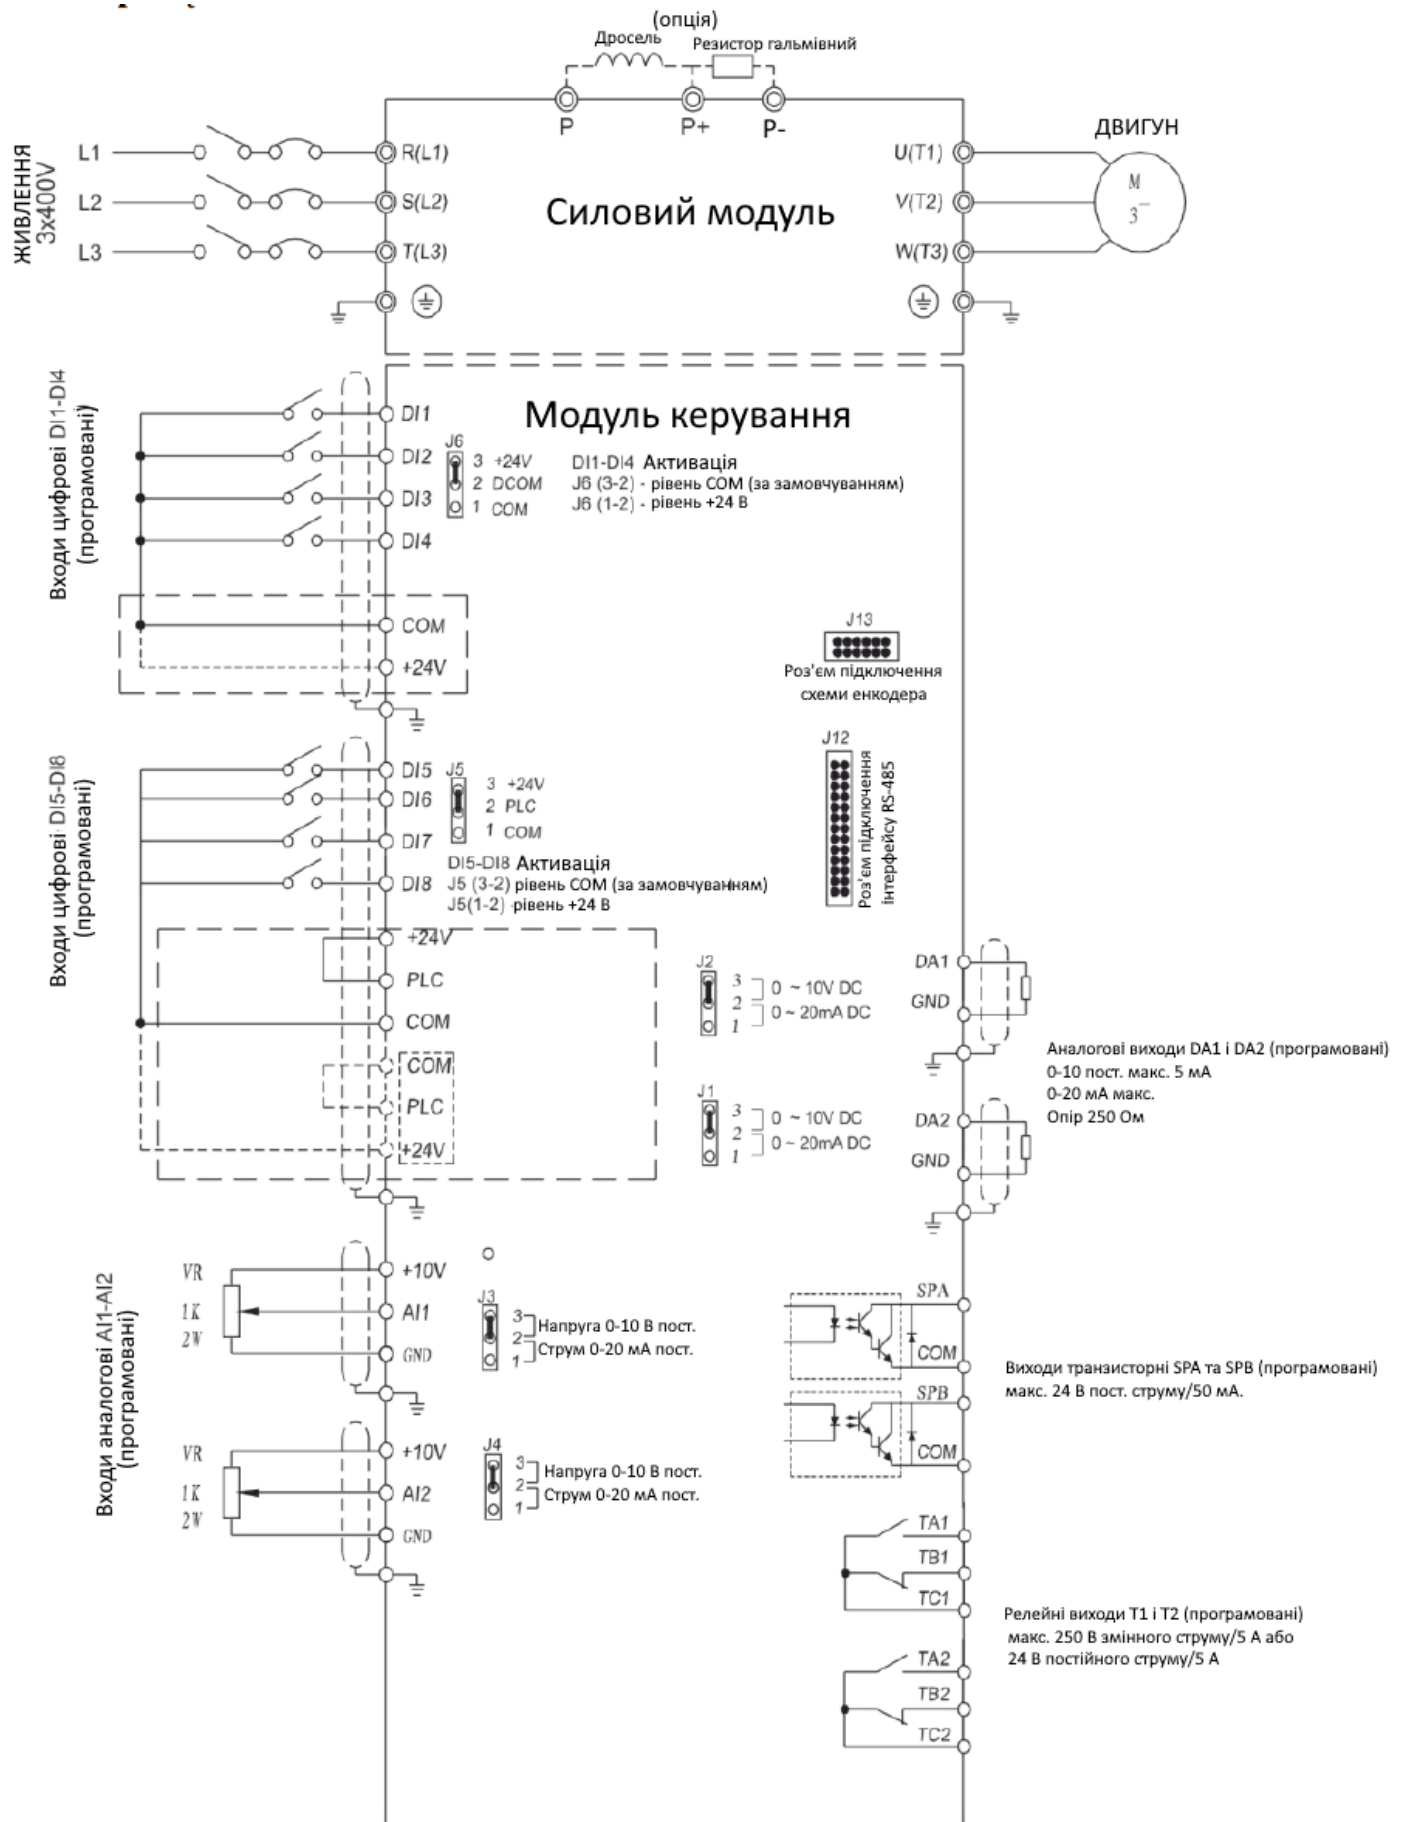 (опція)
Дросель
Резистор гальмівний
P
P+
P-
ДВИГУН
ЖИВЛЕННЯ
3x400V
L1
R(L1)
U(T1)
L2
S(L2)
Силовий модуль
V(T2)
M
3~
L3
T(L3)
W(T3)
Входи цифрові DI1-DI4
(програмовані)
Модуль керування
DI1
DI2
DI3
DI4
J6
3 +24V
2 DCOM
1 COM
DI1-DI4 Активація
J6 (3-2) - рівень COM (за замовчуванням)
J6 (1-2) - рівень +24 В
COM
+24V
J13
Роз'єм підключення
схеми енкодера
J12
Роз'єм підключення
інтерфейсу RS-485
Входи цифрові DI5-DI8
(програмовані)
DI5
DI6
DI7
DI8
J5
3 +24V
2 PLC
1 COM
DI5-DI8 Активація
J5 (3-2) рівень COM (за замовчуванням)
J5(1-2) рівень +24 В
+24V
PLC
COM
COM
PLC
+24V
J2
3
2
1
0 ~ 10V DC
0 ~ 20mA DC
DA1
GND
J1
3
2
1
0 ~ 10V DC
0 ~ 20mA DC
DA2
GND
Аналогові виходи DA1 і DA2 (програмовані)
0-10 пост. макс. 5 мА
0-20 мА макс.
Опір 250 Ом
Входи аналогові AI1-AI2
(програмовані)
VR
1K
2W
+10V
AI1
GND
J3
3
2
1
Напруга 0-10 В пост.
Струм 0-20 мА пост.
VR
1K
2W
+10V
AI2
GND
J4
3
2
1
Напруга 0-10 В пост.
Струм 0-20 мА пост.
SPA
COM
SPB
COM
Виходи транзисторні SPA та SPB (програмовані)
макс. 24 В пост. струму/50 мА.
TA1
TB1
TC1
TA2
TB2
TC2
Релейні виходи T1 і T2 (програмовані)
макс. 250 В змінного струму/5 А або
24 В постійного струму/5 А